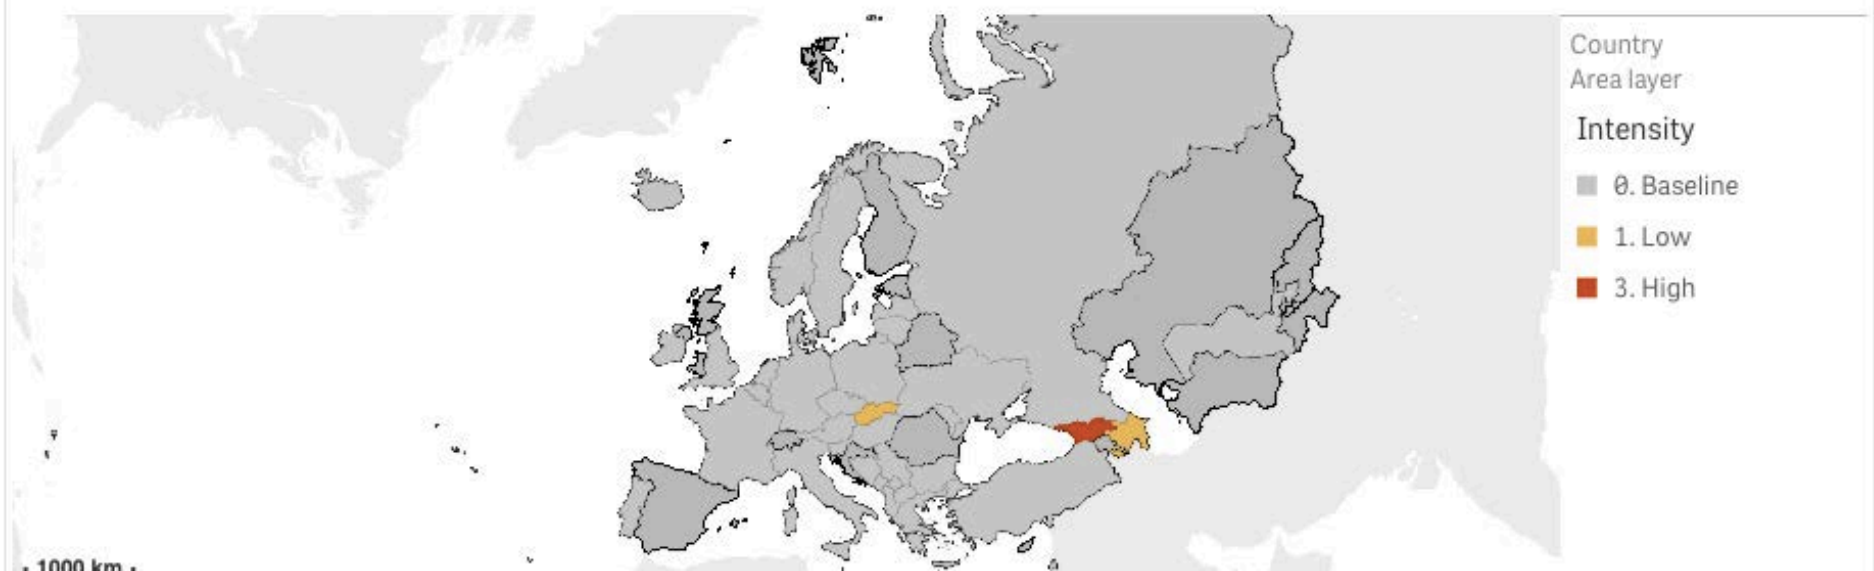 Country
Area layer
Intensity
0. Baseline
1. Low
3. High
1000 km